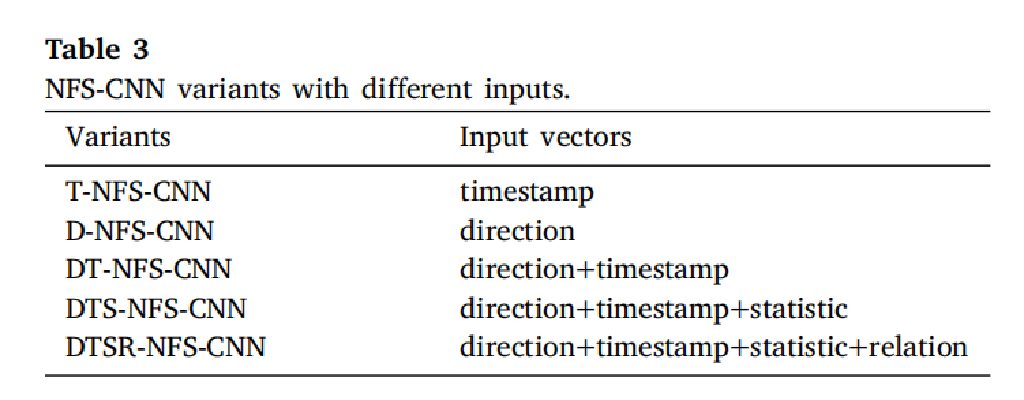 Table 3
NFS-CNN variants with different inputs.
Variants Input vectors
T-NFS-CNN timestamp
D-NFS-CNN direction
DT-NFS-CNN direction+timestamp
DTS-NFS-CNN direction+timestamp+statistic
DTSR-NFS-CNN direction+timestamp+statistic+relation